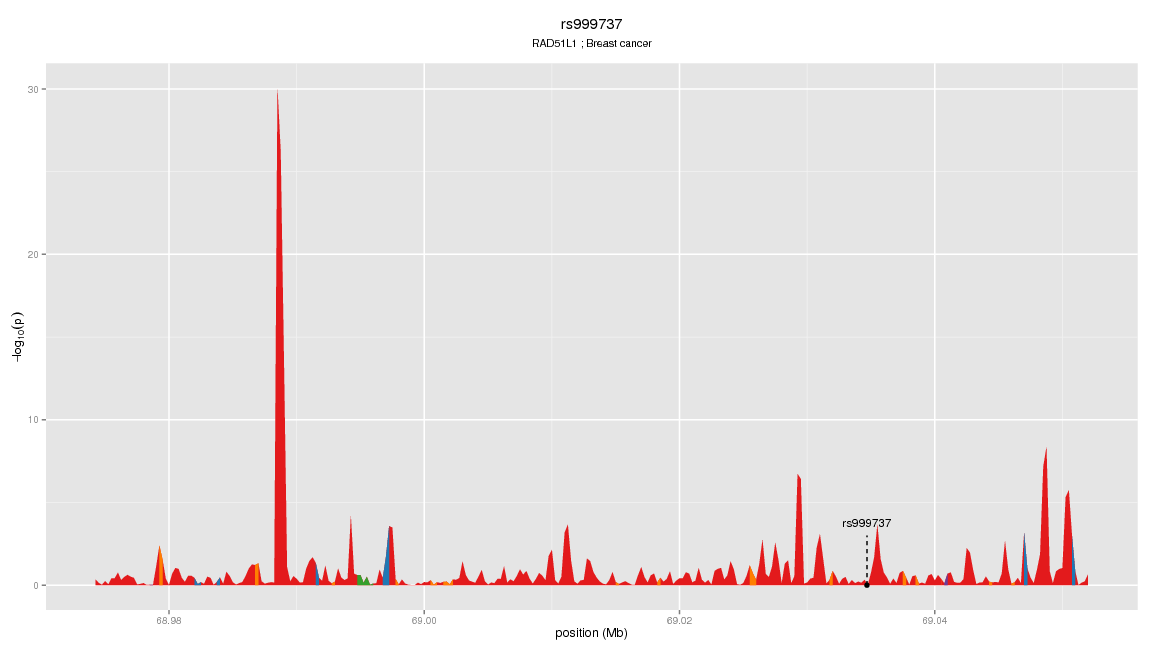 rs999737
RAD51L1 ; Breast cancer
30
20
10
0
−log10(p)
rs999737
68.98
69.00
69.02
69.04
position (Mb)